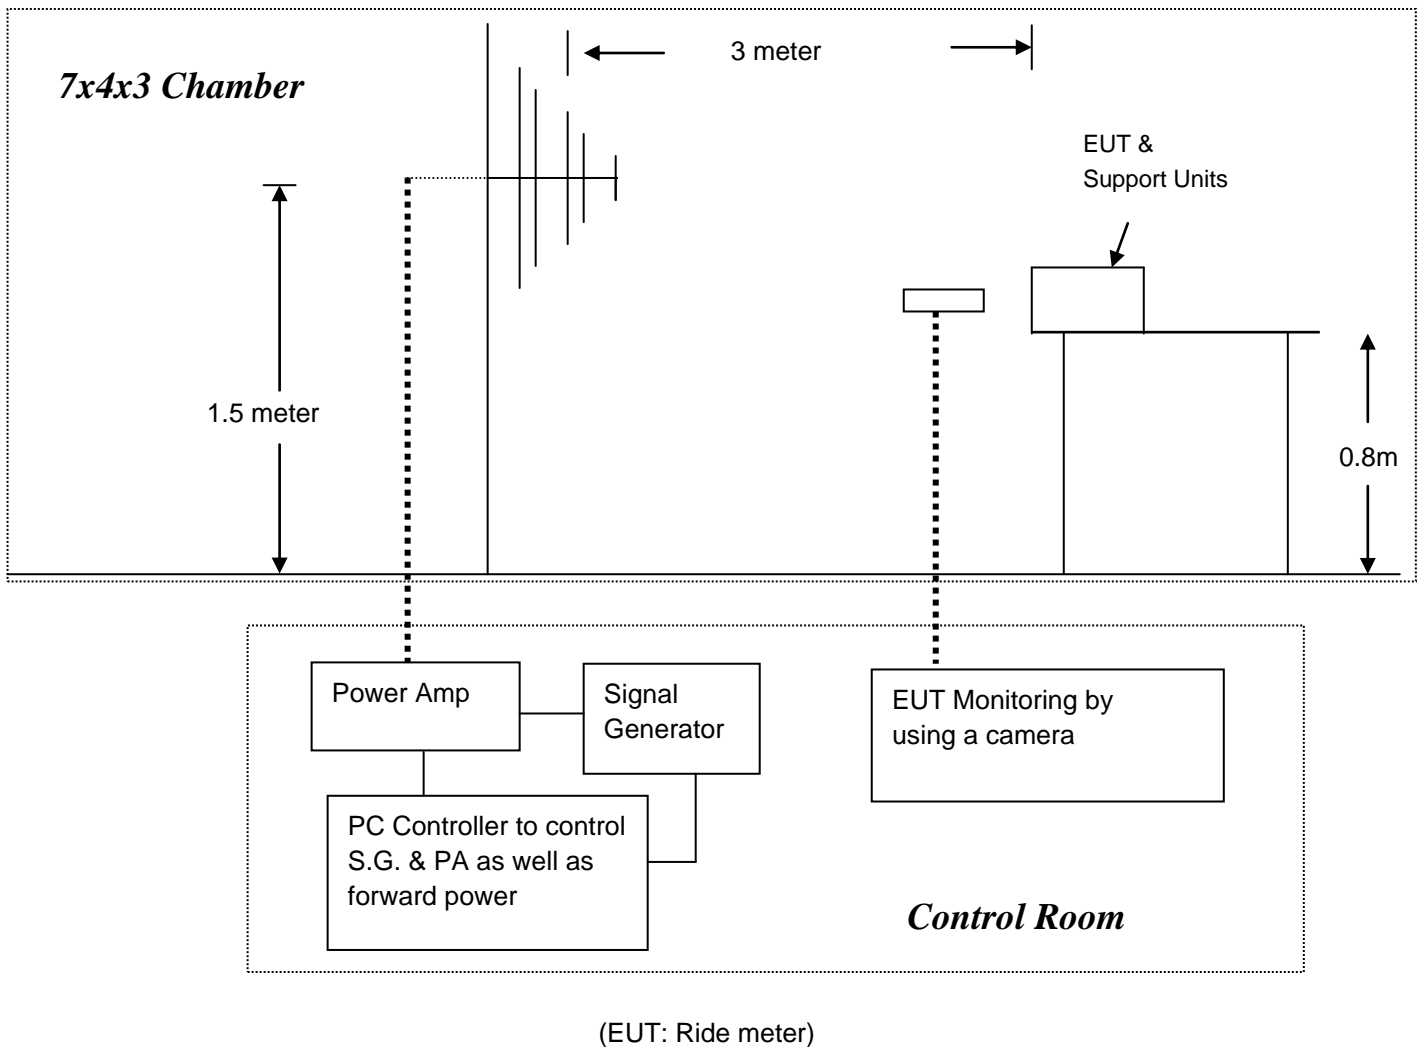 3 meter
7x4x3 Chamber
EUT &
Support Units
1.5 meter
0.8m
Power Amp
Signal
Generator
EUT Monitoring by
using a camera
PC Controller to control
S.G. & PA as well as
forward power
Control Room
(EUT: Ride meter)